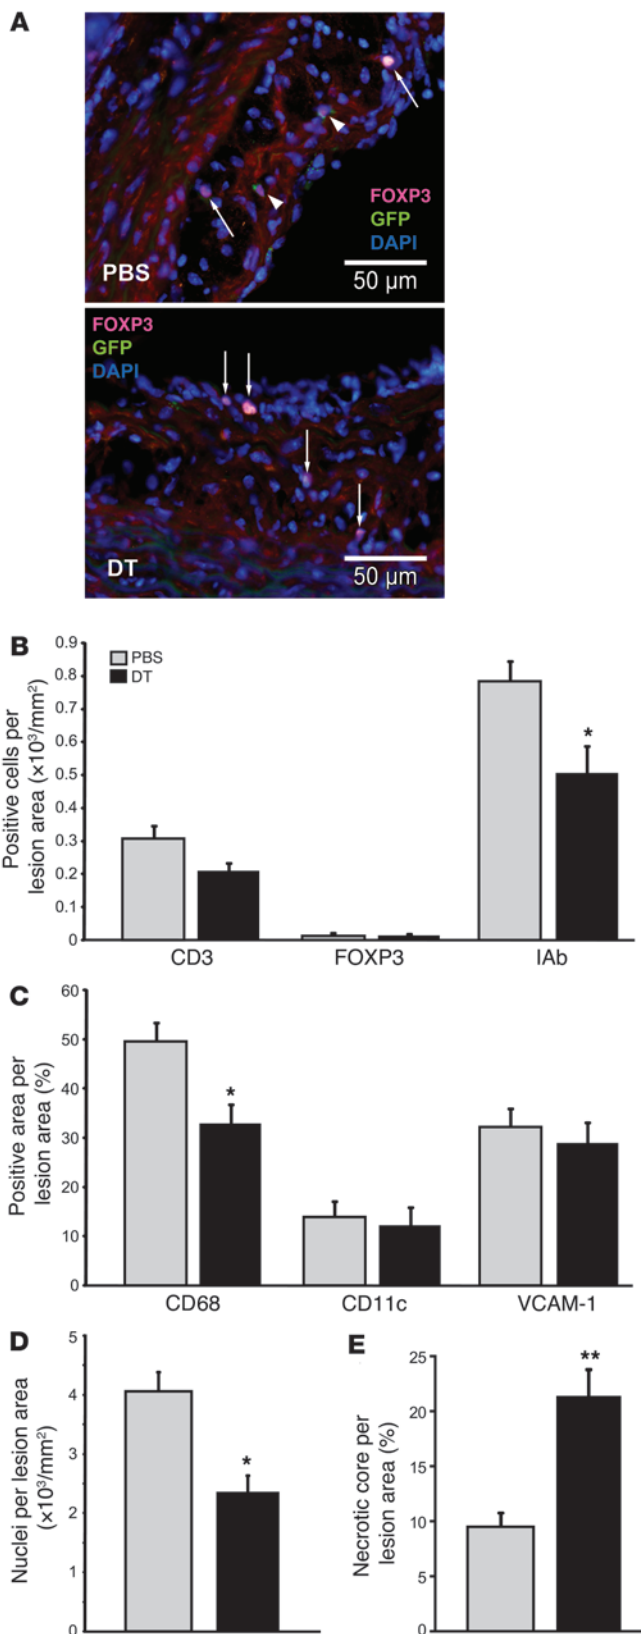 A
FOXP3
GFP
DAPI
PBS
50 µm
FOXP3
GFP
DAPI
DT
50 µm
B
Positive cells per
lesion area (×10³/mm²)
0.9
0.8
0.7
0.6
0.5
0.4
0.3
0.2
0.1
0
PBS
DT
*
CD3 FOXP3 IAb
C
Positive area per
lesion area (%)
60
50
40
30
20
10
0
*
CD68 CD11c VCAM-1
D
Nuclei per lesion area
(×10³/mm²)
5
4
3
2
1
0
*
E
Necrotic core per
lesion area (%)
25
20
15
10
5
0
**